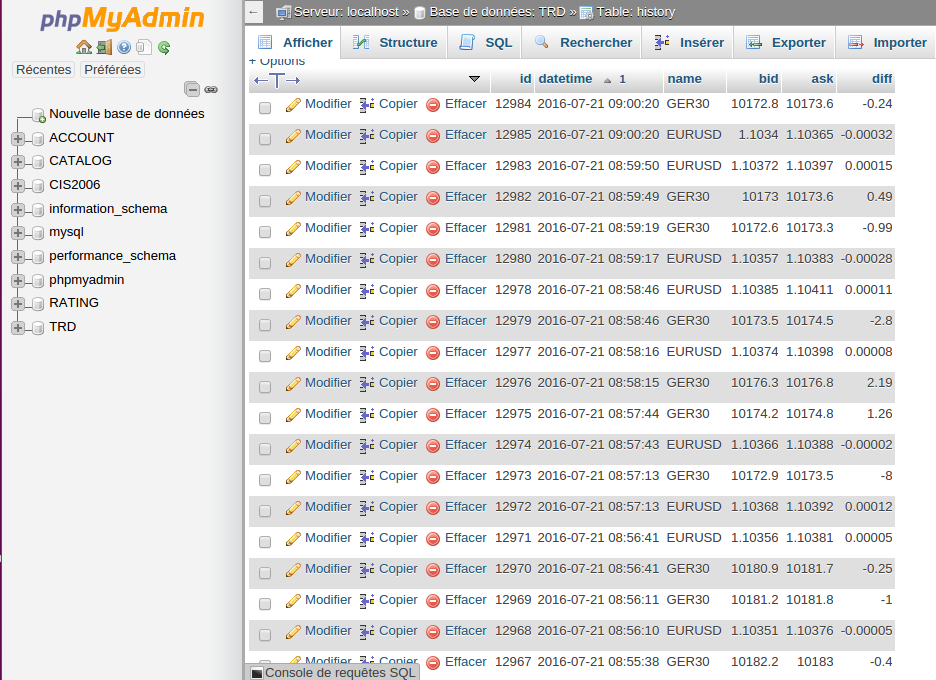 phpMyAdmin
Récentes Préférées
Nouvelle base de données
ACCOUNT
CATALOG
CIS2006
information_schema
mysql
performance_schema
phpmyadmin
RATING
TRD
Serveur: localhost » Base de données: TRD » Table: history
Afficher Structure SQL Rechercher Insérer Exporter Importer
+ Options
←T→ id datetime 1 name bid ask diff
Modifier Copier Effacer 12984 2016-07-21 09:00:20 GER30 10172.8 10173.6 -0.24
Modifier Copier Effacer 12985 2016-07-21 09:00:20 EURUSD 1.1034 1.10365 -0.00032
Modifier Copier Effacer 12983 2016-07-21 08:59:50 EURUSD 1.10372 1.10397 0.00015
Modifier Copier Effacer 12982 2016-07-21 08:59:49 GER30 10173 10173.6 0.49
Modifier Copier Effacer 12981 2016-07-21 08:59:19 GER30 10172.6 10173.3 -0.99
Modifier Copier Effacer 12980 2016-07-21 08:59:17 EURUSD 1.10357 1.10383 -0.00028
Modifier Copier Effacer 12978 2016-07-21 08:58:46 EURUSD 1.10385 1.10411 0.00011
Modifier Copier Effacer 12979 2016-07-21 08:58:46 GER30 10173.5 10174.5 -2.8
Modifier Copier Effacer 12977 2016-07-21 08:58:16 EURUSD 1.10374 1.10398 0.00008
Modifier Copier Effacer 12976 2016-07-21 08:58:15 GER30 10176.3 10176.8 2.19
Modifier Copier Effacer 12975 2016-07-21 08:57:44 GER30 10174.2 10174.8 1.26
Modifier Copier Effacer 12974 2016-07-21 08:57:43 EURUSD 1.10366 1.10388 -0.00002
Modifier Copier Effacer 12973 2016-07-21 08:57:13 GER30 10172.9 10173.5 -8
Modifier Copier Effacer 12972 2016-07-21 08:57:13 EURUSD 1.10368 1.10392 0.00012
Modifier Copier Effacer 12971 2016-07-21 08:56:41 EURUSD 1.10356 1.10381 0.00005
Modifier Copier Effacer 12970 2016-07-21 08:56:41 GER30 10180.9 10181.7 -0.25
Modifier Copier Effacer 12969 2016-07-21 08:56:11 GER30 10181.2 10181.8 -1
Modifier Copier Effacer 12968 2016-07-21 08:56:10 EURUSD 1.10351 1.10376 -0.00005
Modifier Copier Effacer 12967 2016-07-21 08:55:38 GER30 10182.2 10183 -0.4
Console de requêtes SQL